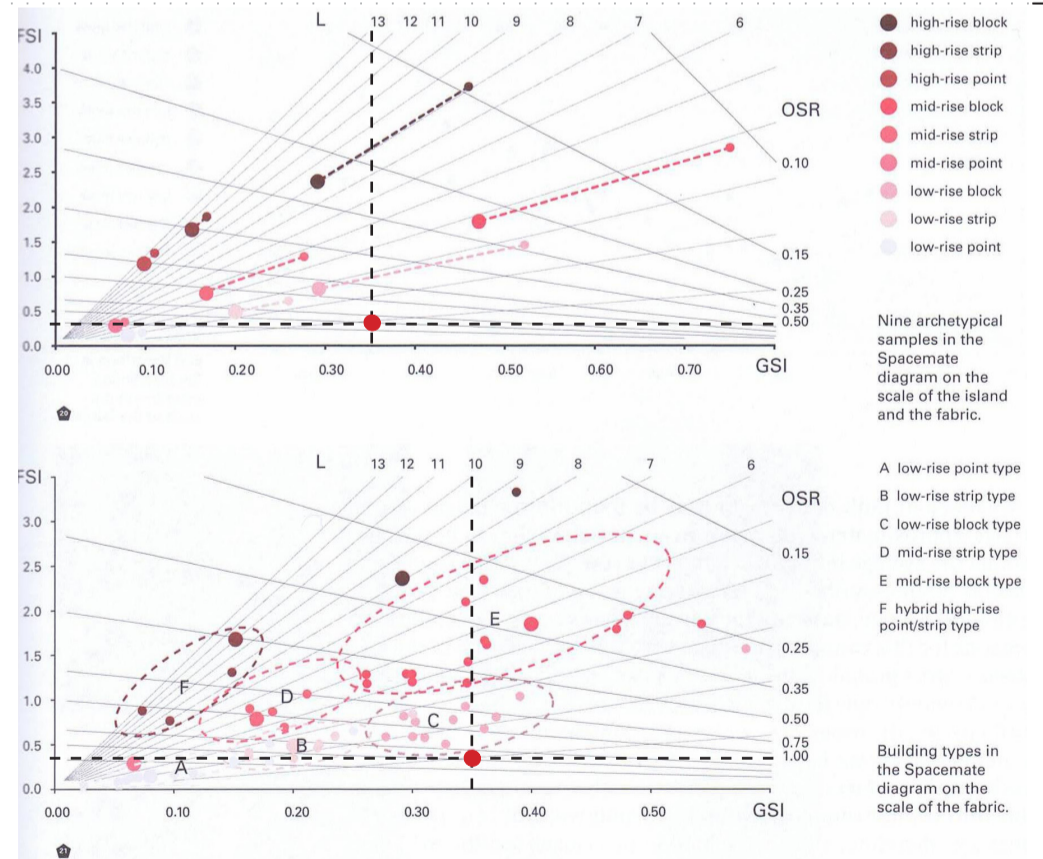 FSI
L 13 12 11 10 9 8 7 6
4.0
3.5
3.0
2.5
2.0
1.5
1.0
0.5
0.0
OSR
0.10
0.15
0.25
0.35
0.50
0.00 0.10 0.20 0.30 0.40 0.50 0.60 0.70 GSI
20
high-rise block
high-rise strip
high-rise point
mid-rise block
mid-rise strip
mid-rise point
low-rise block
low-rise strip
low-rise point
Nine archetypical
samples in the
Spacemate
diagram on the
scale of the island
and the fabric.
FSI
L 13 12 11 10 9 8 7 6
3.0
2.5
2.0
1.5
1.0
0.5
0.0
OSR
0.15
0.25
0.35
0.50
0.75
1.00
E
F
D
C
B
A
0.00 0.10 0.20 0.30 0.40 0.50 GSI
21
A low-rise point type
B low-rise strip type
C low-rise block type
D mid-rise strip type
E mid-rise block type
F hybrid high-rise
point/strip type
Building types in
the Spacemate
diagram on the
scale of the fabric.